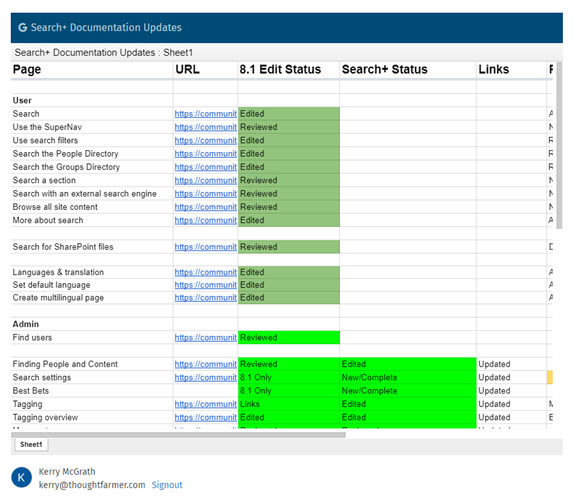 G Search+ Documentation Updates
Search+ Documentation Updates : Sheet1
Page URL 8.1 Edit Status Search+ Status Links
User
Search https://communit Edited A
Use the SuperNav https://communit Reviewed N
Use search filters https://communit Edited R
Search the People Directory https://communit Edited R
Search the Groups Directory https://communit Edited R
Search a section https://communit Reviewed N
Search with an external search engine https://communit Reviewed N
Browse all site content https://communit Reviewed N
More about search https://communit Edited A
Search for SharePoint files https://communit Reviewed D
Languages & translation https://communit Edited A
Set default language https://communit Edited A
Create multilingual page https://communit Edited A
Admin
Find users https://communit Reviewed
Finding People and Content https://communit Reviewed Edited Updated
Search settings https://communit 8.1 Only New/Complete Updated
Best Bets 8.1 Only New/Complete Updated
Tagging https://communit Links Edited Updated M
Tagging overview https://communit Edited Edited Updated E
Sheet1
K Kerry McGrath
kerry@thoughtfarmer.com Signout